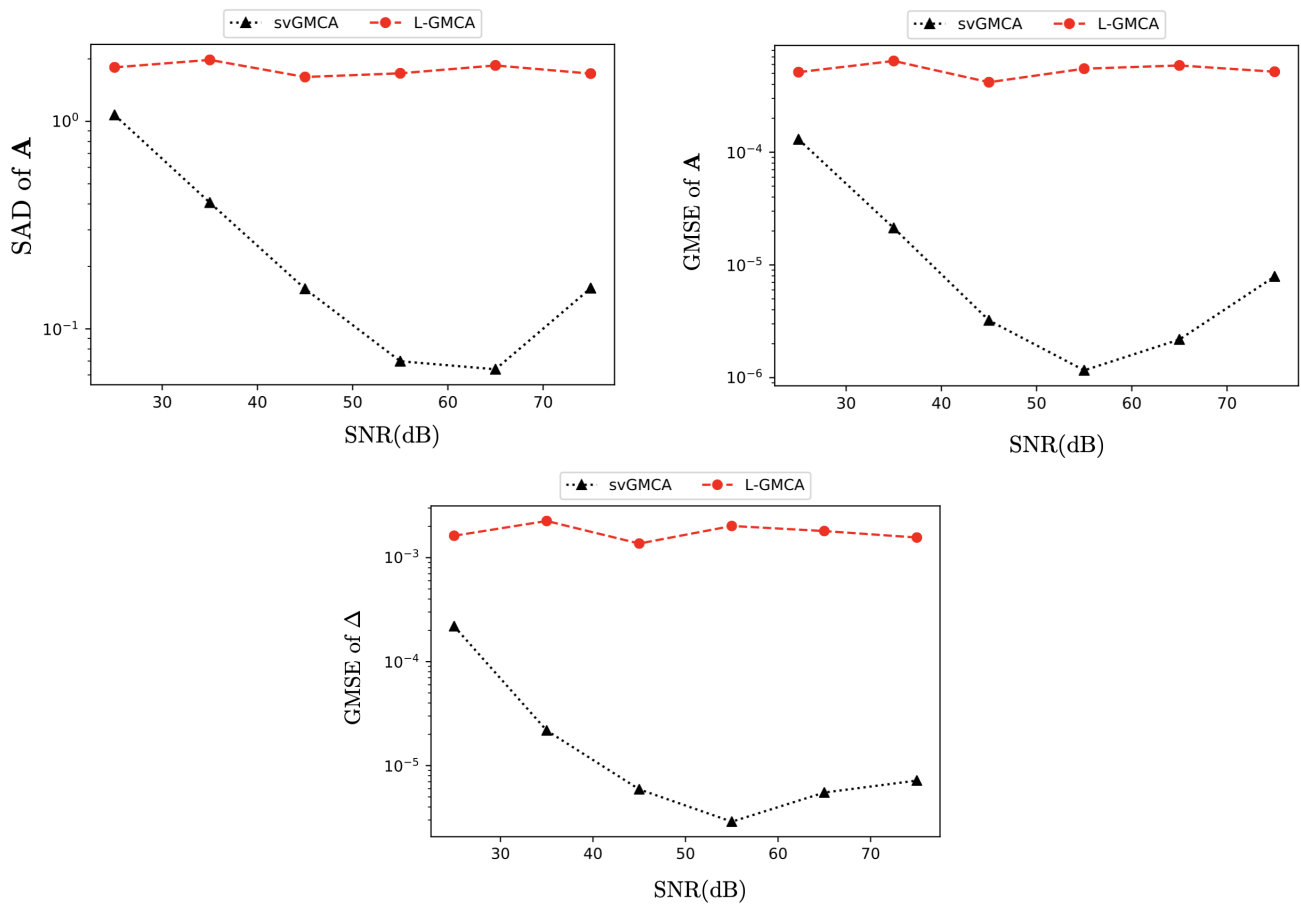 svGMCA L-GMCA
SAD of A
10⁰
10⁻¹
30 40 50 60 70
SNR(dB)
svGMCA L-GMCA
GMSE of A
10⁻⁴
10⁻⁵
10⁻⁶
30 40 50 60 70
SNR(dB)
svGMCA L-GMCA
GMSE of Δ
10⁻³
10⁻⁴
10⁻⁵
30 40 50 60 70
SNR(dB)